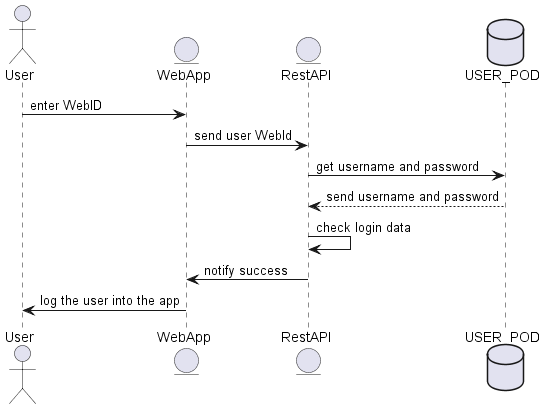 User
WebApp
RestAPI
USER_POD
enter WebID
send user WebId
get username and password
send username and password
check login data
notify success
log the user into the app
User
WebApp
RestAPI
USER_POD